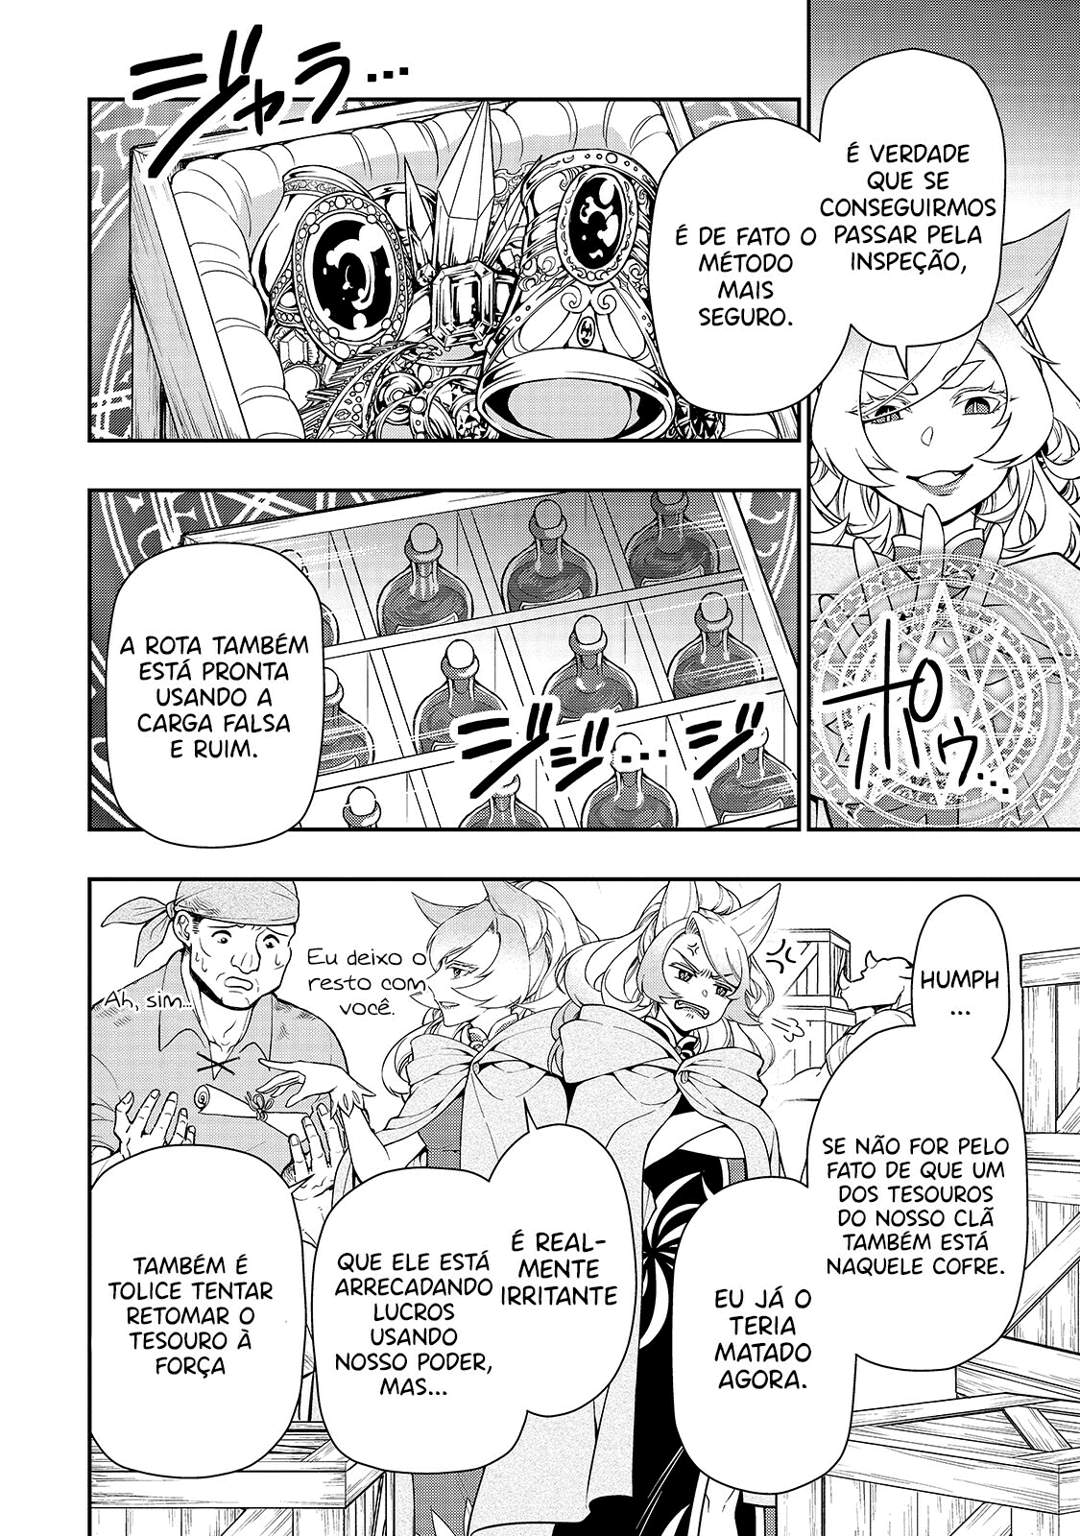 É VERDADE
QUE SE
CONSEGUIRMOS
PASSAR PELA
INSPEÇÃO,
É DE FATO O
MÉTODO
MAIS
SEGURO.
ジャラ...
ポゥ...
A ROTA TAMBÉM
ESTÁ PRONTA
USANDO A
CARGA FALSA
E RUIM.
ジジ...ジ
HUMPH
...
SE NÃO FOR PELO
FATO DE QUE UM
DOS TESOUROS
DO NOSSO CLÃ
TAMBÉM ESTÁ
NAQUELE COFRE.
EU JÁ O
TERIA
MATADO
AGORA.
Eu deixo o
resto com
você.
Ah, sim...
É REAL-
MENTE
IRRITANTE
QUE ELE ESTÁ
ARRECADANDO
LUCROS
USANDO
NOSSO PODER,
MAS...
TAMBÉM É
TOLICE TENTAR
RETOMAR O
TESOURO À
FORÇA